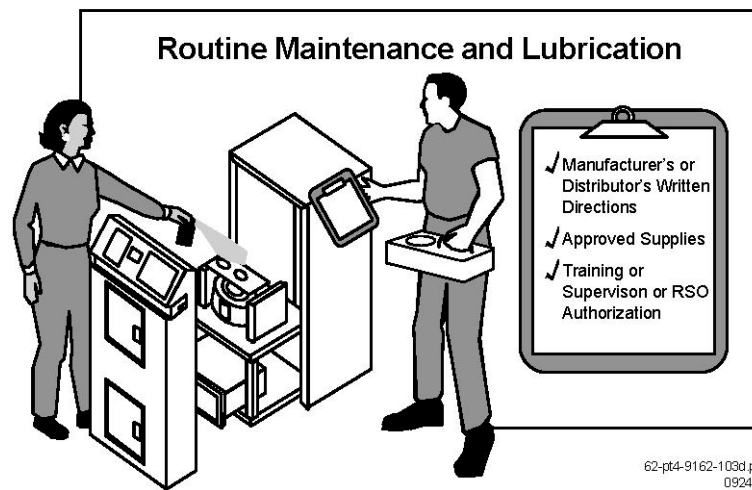 Routine Maintenance and Lubrication
✓ Manufacturer's or
Distributor's Written
Directions
✓ Approved Supplies
✓ Training or
Supervison or RSO
Authorization
62-pt4-9162-103d.p
0924